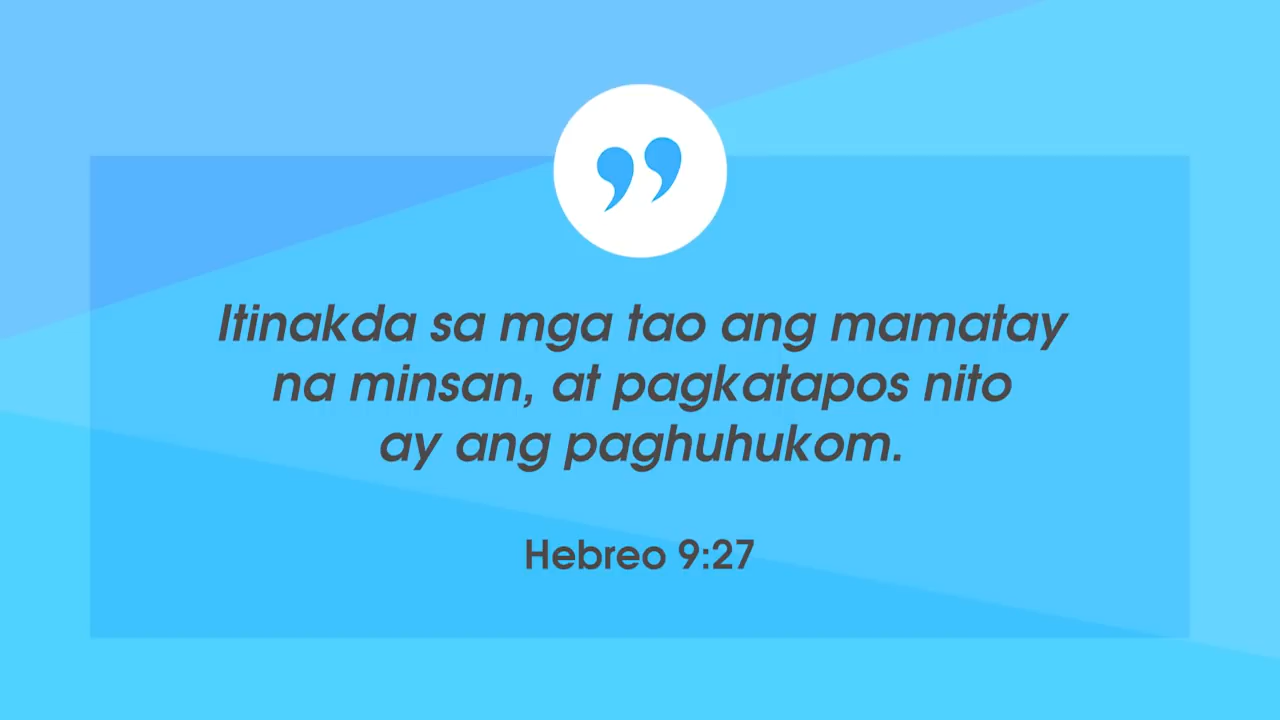 Itinakda sa mga tao ang mamatay
na minsan, at pagkatapos nito
ay ang paghuhukom.
Hebreo 9:27